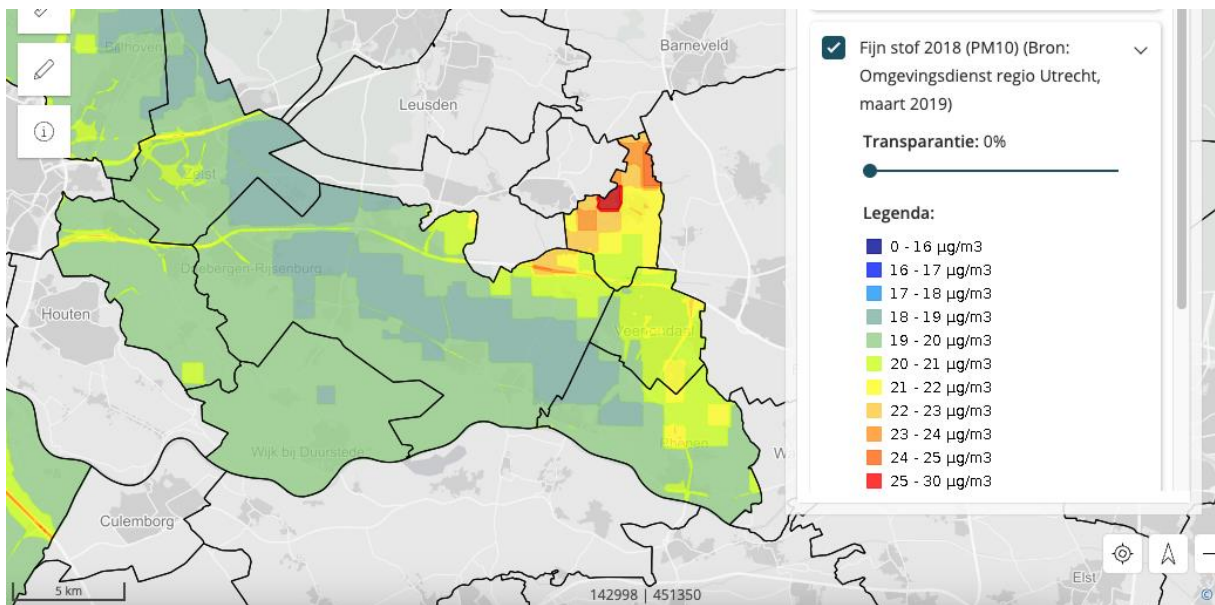 Bilthoven
Zeist
Leusden
Barneveld
Houten
Driebergen-Rijsenburg
Veenendaal
Wijk bij Duurstede
Rhenen
W
Culemborg
Elst
5 km
142998 | 451350
©
Fijn stof 2018 (PM10) (Bron:
Omgevingsdienst regio Utrecht,
maart 2019)
Transparantie: 0%
Legenda:
0 - 16 µg/m3
16 - 17 µg/m3
17 - 18 µg/m3
18 - 19 µg/m3
19 - 20 µg/m3
20 - 21 µg/m3
21 - 22 µg/m3
22 - 23 µg/m3
23 - 24 µg/m3
24 - 25 µg/m3
25 - 30 µg/m3